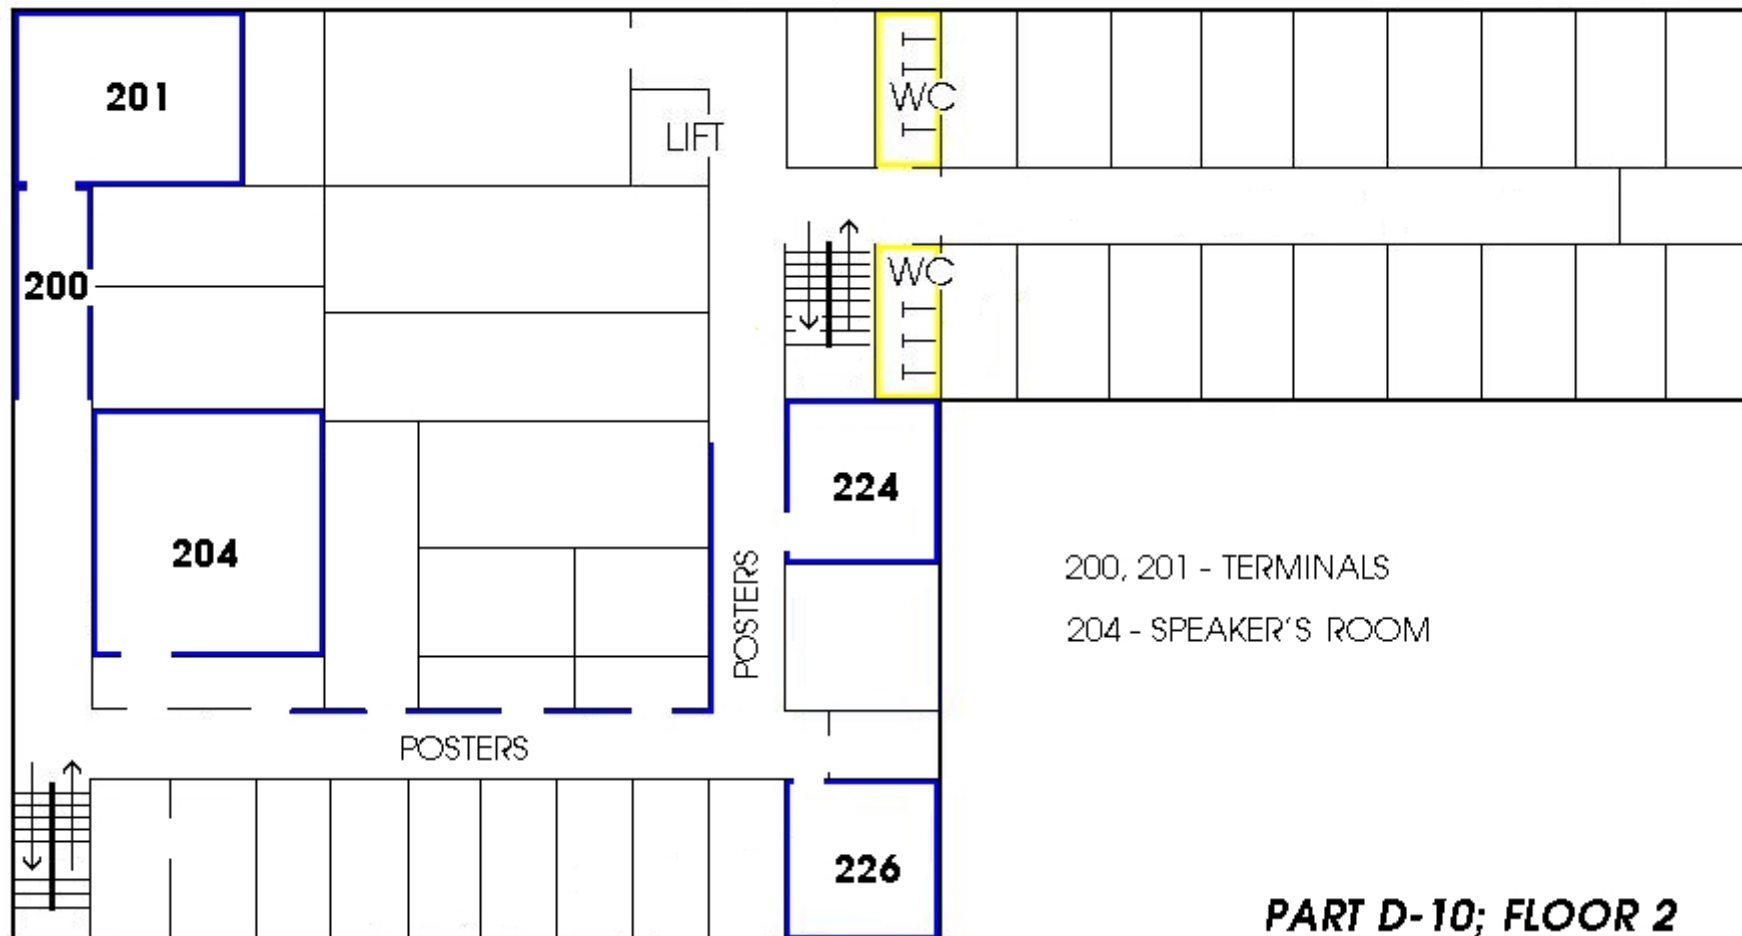 201
WC
LIFT
200
WC
224
204
POSTERS
200, 201 - TERMINALS
204 - SPEAKER'S ROOM
POSTERS
226
PART D-10; FLOOR 2